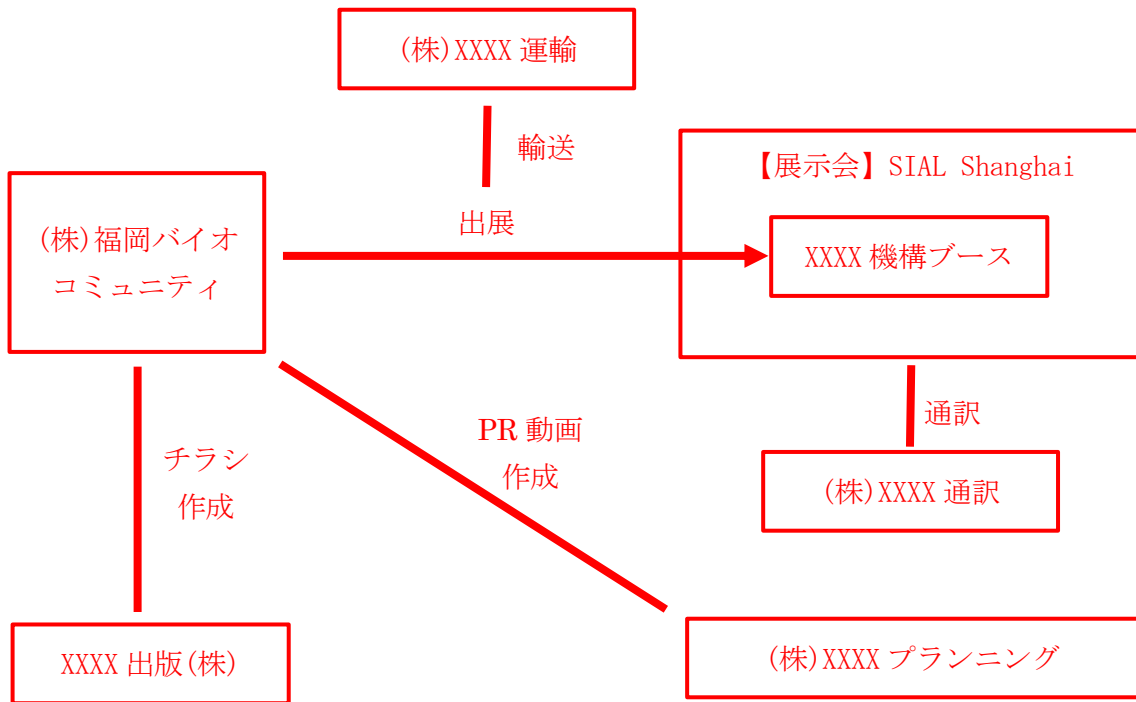 (株)XXXX 運輸
輸送
【展示会】SIAL Shanghai
(株)福岡バイオ
コミュニティ
出展
XXXX 機構ブース
チラシ
作成
PR 動画
作成
通訳
(株)XXXX 通訳
XXXX 出版(株)
(株)XXXX プランニング